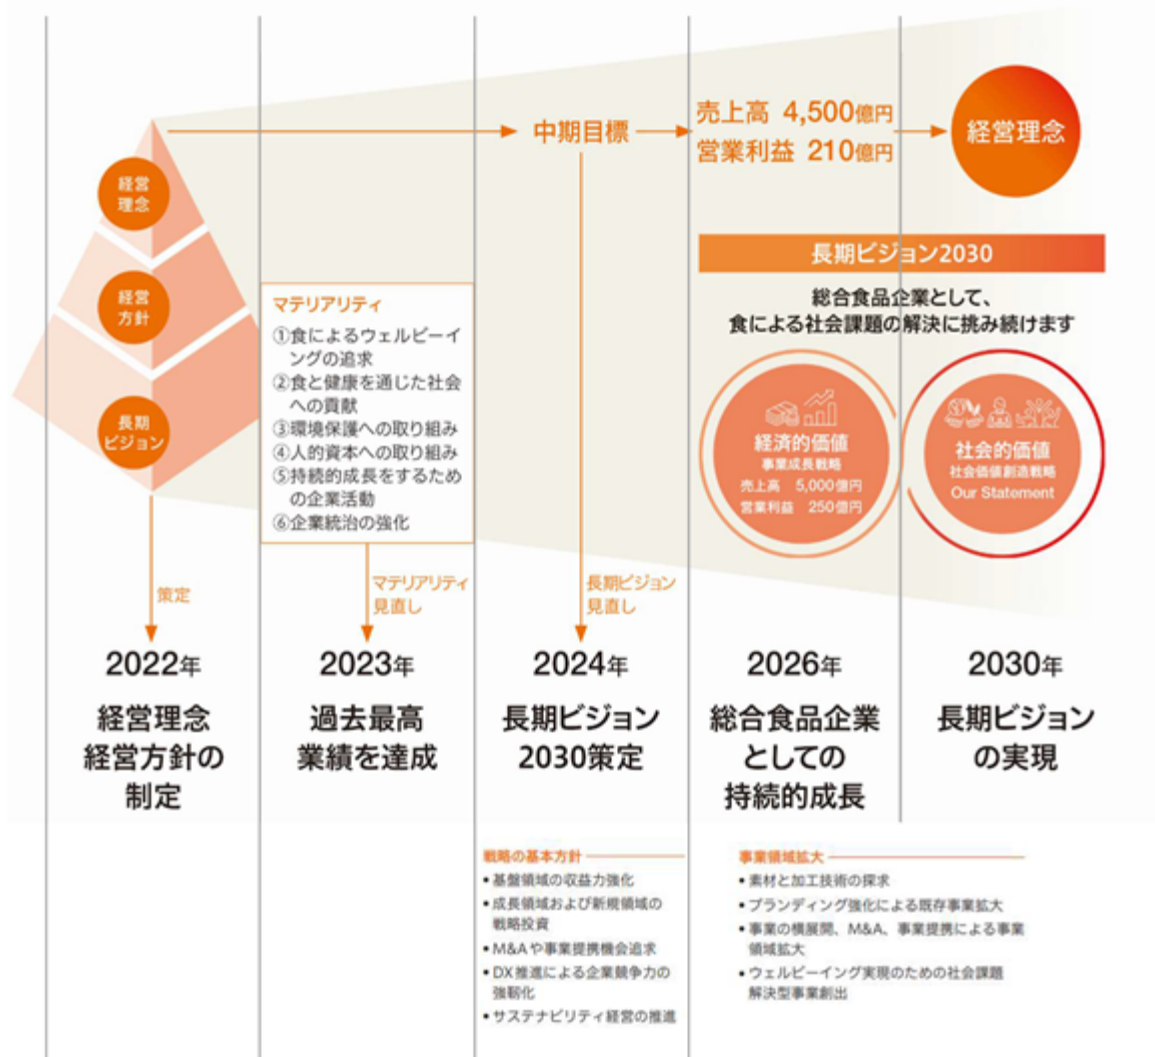 中期目標
売上高 4,500億円
営業利益 210億円
経営理念
経営
理念
経営
方針
長期
ビジョン
マテリアリティ
①食によるウェルビーイ
ングの追求
②食と健康を通じた社会
への貢献
③環境保護への取り組み
④人的資本への取り組み
⑤持続的成長をするため
の企業活動
⑥企業統治の強化
長期ビジョン2030
総合食品企業として、
食による社会課題の解決に挑み続けます
経済的価値
事業成長戦略
売上高 5,000億円
営業利益 250億円
社会的価値
社会価値創造戦略
Our Statement
策定
マテリアリティ
見直し
長期ビジョン
見直し
2022年
経営理念
経営方針の
制定
2023年
過去最高
業績を達成
2024年
長期ビジョン
2030策定
2026年
総合食品企業
としての
持続的成長
2030年
長期ビジョン
の実現
戦略の基本方針
•基盤領域の収益力強化
•成長領域および新規領域の
戦略投資
•M&Aや事業提携機会追求
•DX推進による企業競争力の
強靭化
•サステナビリティ経営の推進
事業領域拡大
•素材と加工技術の探求
•ブランディング強化による既存事業拡大
•事業の横展開、M&A、事業提携による事業
領域拡大
•ウェルビーイング実現のための社会課題
解決型事業創出